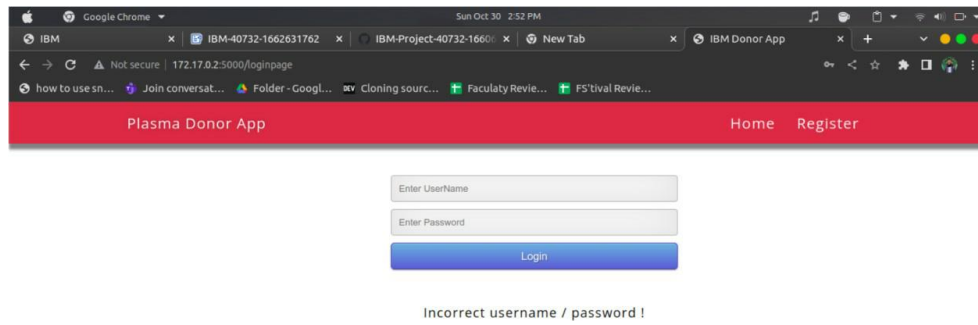 Google Chrome
Sun Oct 30 2:52 PM
IBM
IBM-40732-1662631762
IBM-Project-40732-16606
New Tab
IBM Donor App
Not secure | 172.17.0.2:5000/loginpage
how to use sn...
Join conversat...
Folder - Googl...
DEV Cloning sourc...
Faculaty Revie...
FS'tival Revie...
Plasma Donor App
Home
Register
Enter UserName
Enter Password
Login
Incorrect username / password !